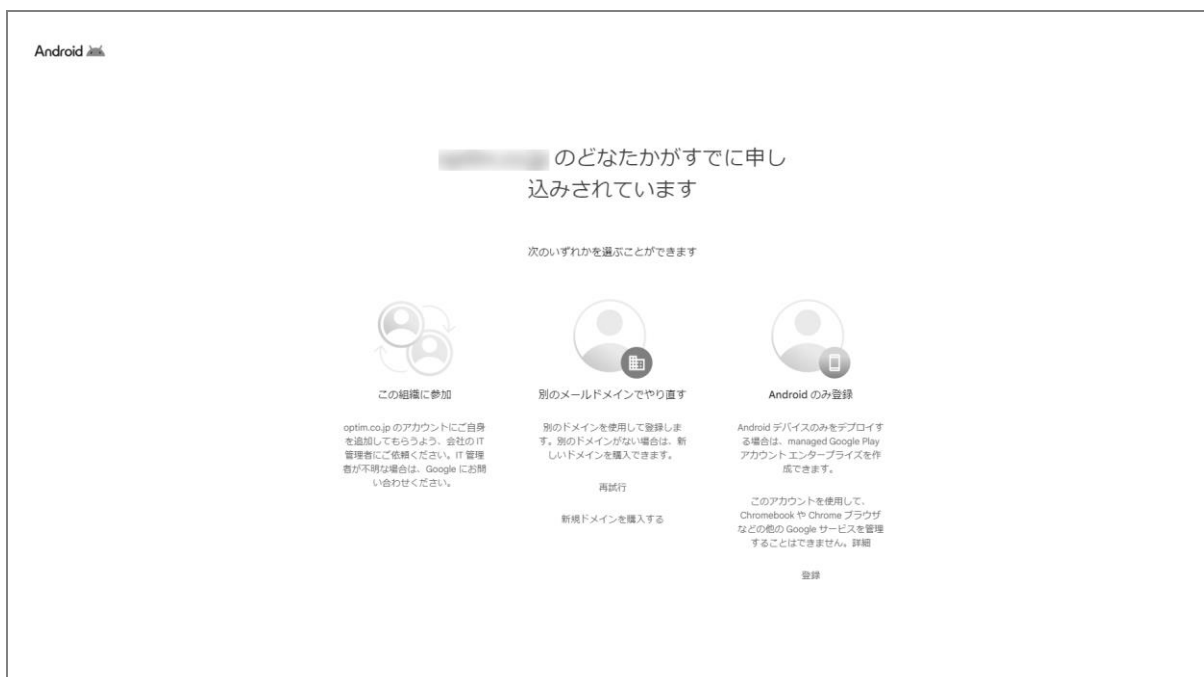 Android
のどなたかがすでに申し
込みされています
次のいずれかを選ぶことができます
この組織に参加
optim.co.jp のアカウントにご自身
を追加してもらうよう、会社の IT
管理者にご依頼ください。IT 管理
者が不明な場合は、Google にお問
い合わせください。
別のメールドメインでやり直す
別のドメインを使用して登録しま
す。別のドメインがない場合は、新
しいドメインを購入できます。
再試行
新規ドメインを購入する
Android のみ登録
Android デバイスのみをデプロイす
る場合は、managed Google Play
アカウント エンタープライズを作
成できます。
このアカウントを使用して、
Chromebook や Chrome ブラウザ
などの他の Google サービスを管理
することはできません。詳細
登録